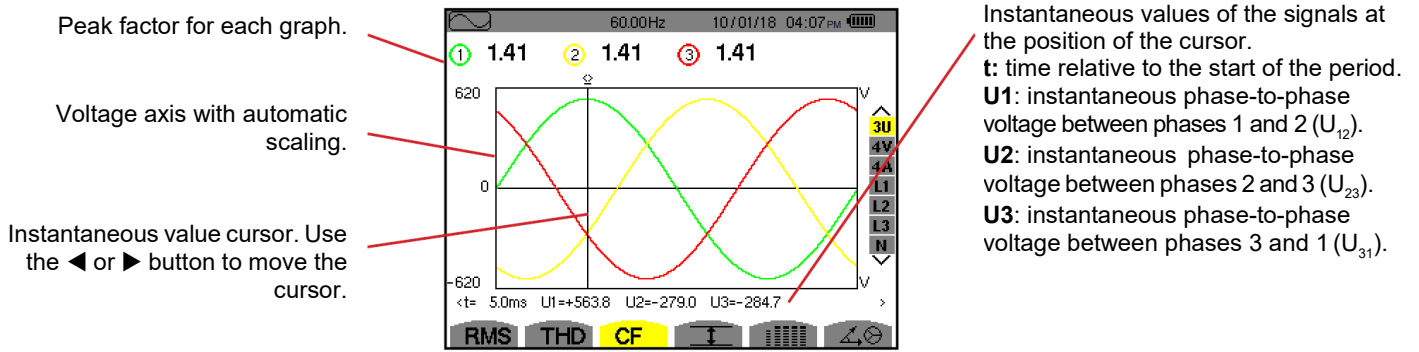 Peak factor for each graph.
Voltage axis with automatic
scaling.
Instantaneous value cursor. Use
the ◄ or ► button to move the
cursor.
60.00Hz 10/01/18 04:07 PM
1 1.41 2 1.41 3 1.41
620
0
-620
V
V
3U
4V
4A
L1
L2
L3
N
<t= 5.0ms U1=+563.8 U2=-279.0 U3=-284.7 >
RMS THD CF
Instantaneous values of the signals at
the position of the cursor.
t: time relative to the start of the period.
U1: instantaneous phase-to-phase
voltage between phases 1 and 2 (U₁₂).
U2: instantaneous phase-to-phase
voltage between phases 2 and 3 (U₂₃).
U3: instantaneous phase-to-phase
voltage between phases 3 and 1 (U₃₁).